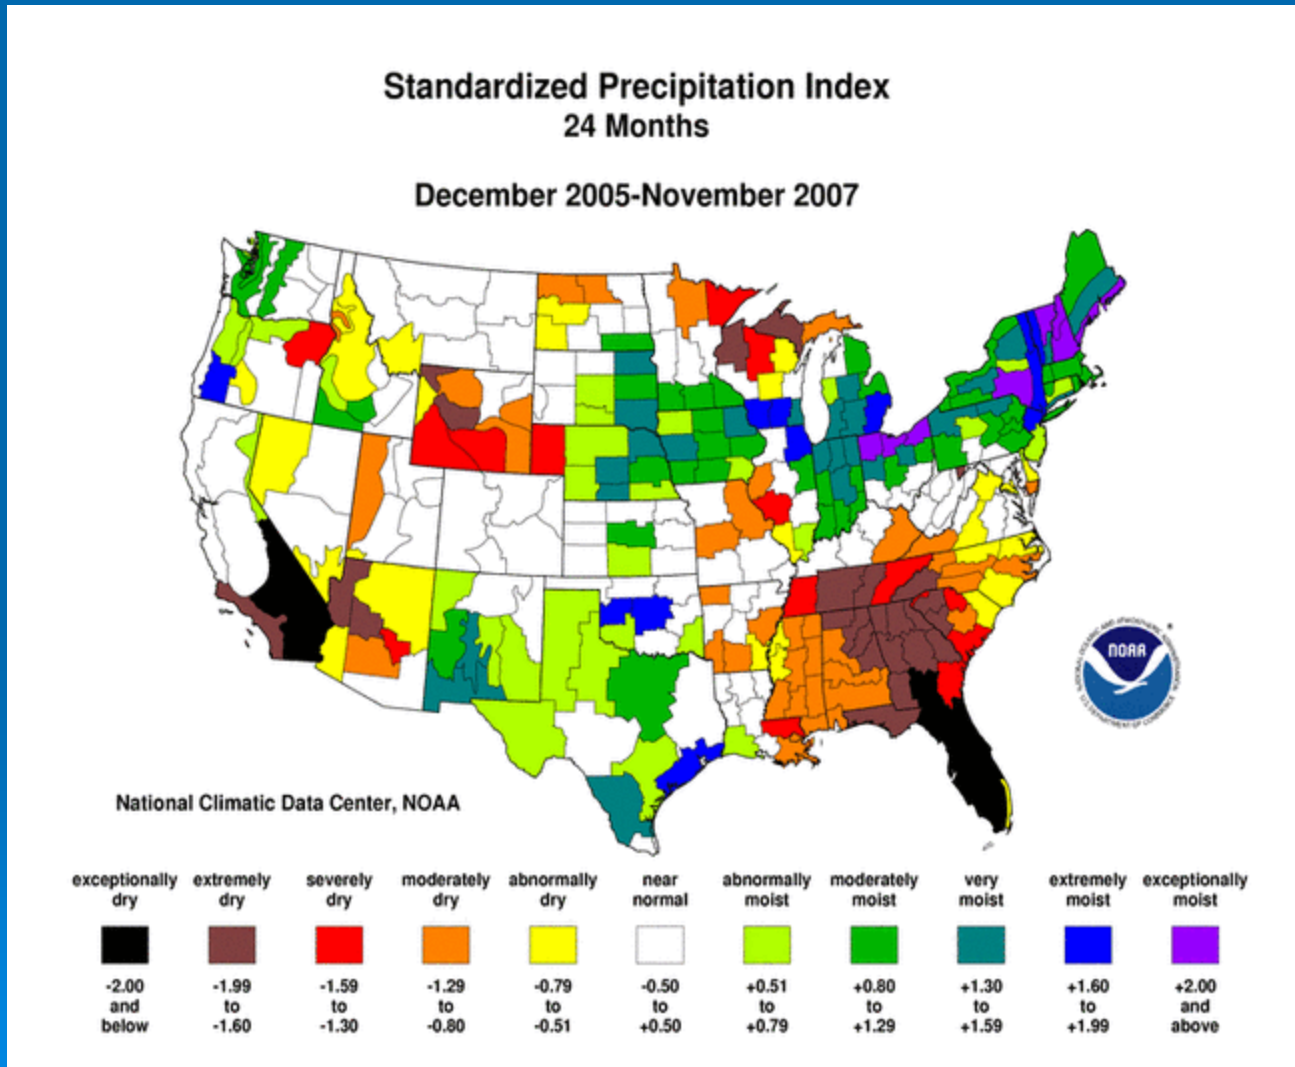 Standardized Precipitation Index
24 Months
December 2005-November 2007
NOAA
National Climatic Data Center, NOAA
exceptionally dry
extremely dry
severely dry
moderately dry
abnormally dry
near normal
abnormally moist
moderately moist
very moist
extremely moist
exceptionally moist
-2.00 and below
-1.99 to -1.60
-1.59 to -1.30
-1.29 to -0.80
-0.79 to -0.51
-0.50 to +0.50
+0.51 to +0.79
+0.80 to +1.29
+1.30 to +1.59
+1.60 to +1.99
+2.00 and above